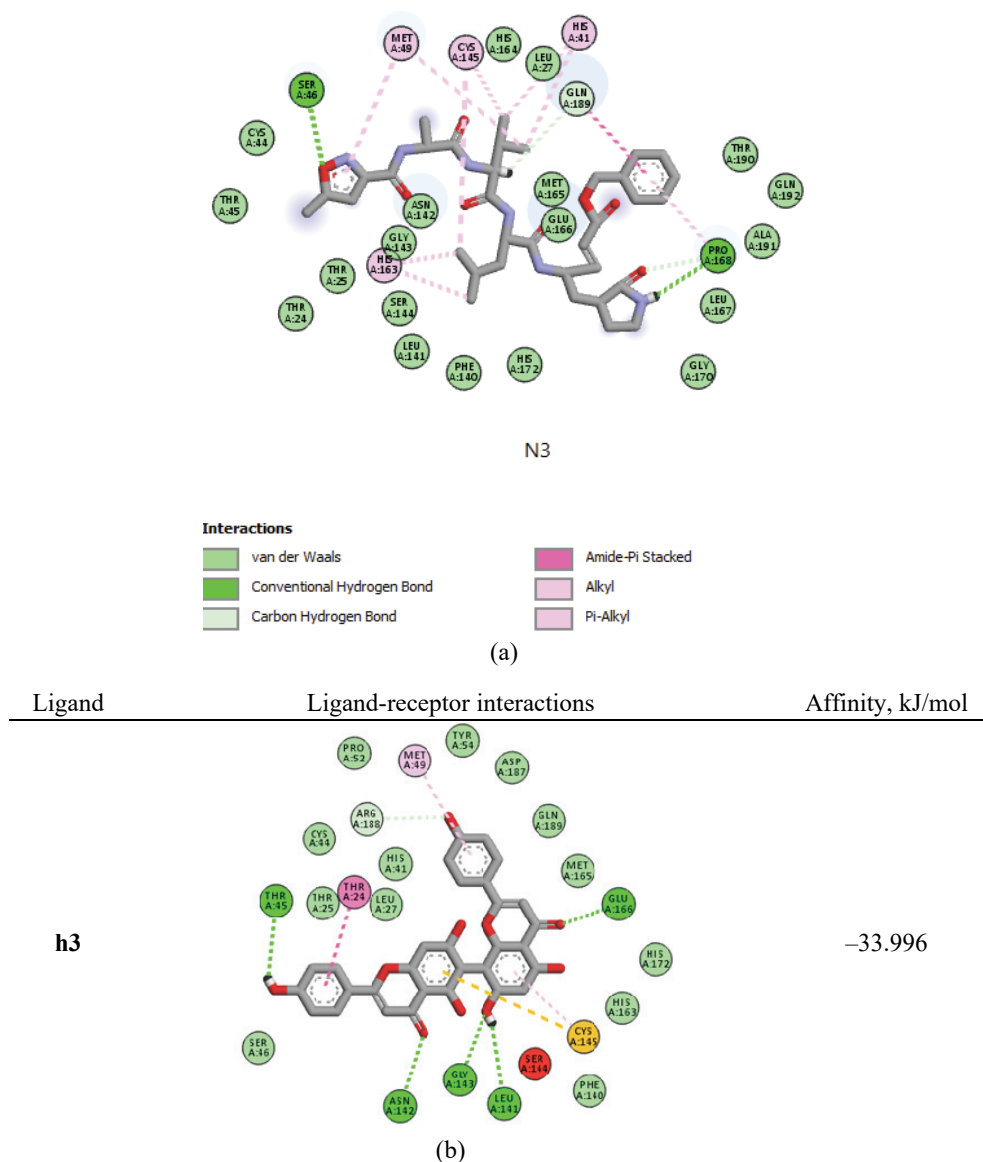 MET
A:49
CYS
A:145
HIS
A:164
HIS
A:41
LEU
A:27
SER
A:46
GLN
A:189
CYS
A:44
THR
A:190
THR
A:45
ASN
A:142
MET
A:165
GLN
A:192
GLU
A:166
GLY
A:143
ALA
A:191
HIS
A:163
PRO
A:168
THR
A:25
THR
A:24
SER
A:144
LEU
A:167
LEU
A:141
PHE
A:140
HIS
A:172
GLY
A:170
N3
Interactions
van der Waals
Conventional Hydrogen Bond
Carbon Hydrogen Bond
Amide-Pi Stacked
Alkyl
Pi-Alkyl
(a)
Ligand Ligand-receptor interactions Affinity, kJ/mol
PRO
A:52
MET
A:49
TYR
A:54
ASP
A:187
ARG
A:188
GLN
A:189
CYS
A:44
HIS
A:41
MET
A:165
THR
A:45
THR
A:25
THR
A:24
LEU
A:27
GLU
A:166
h3
–33.996
HIS
A:172
HIS
A:163
SER
A:46
CYS
A:145
SER
A:144
GLY
A:143
PHE
A:140
ASN
A:142
LEU
A:141
(b)